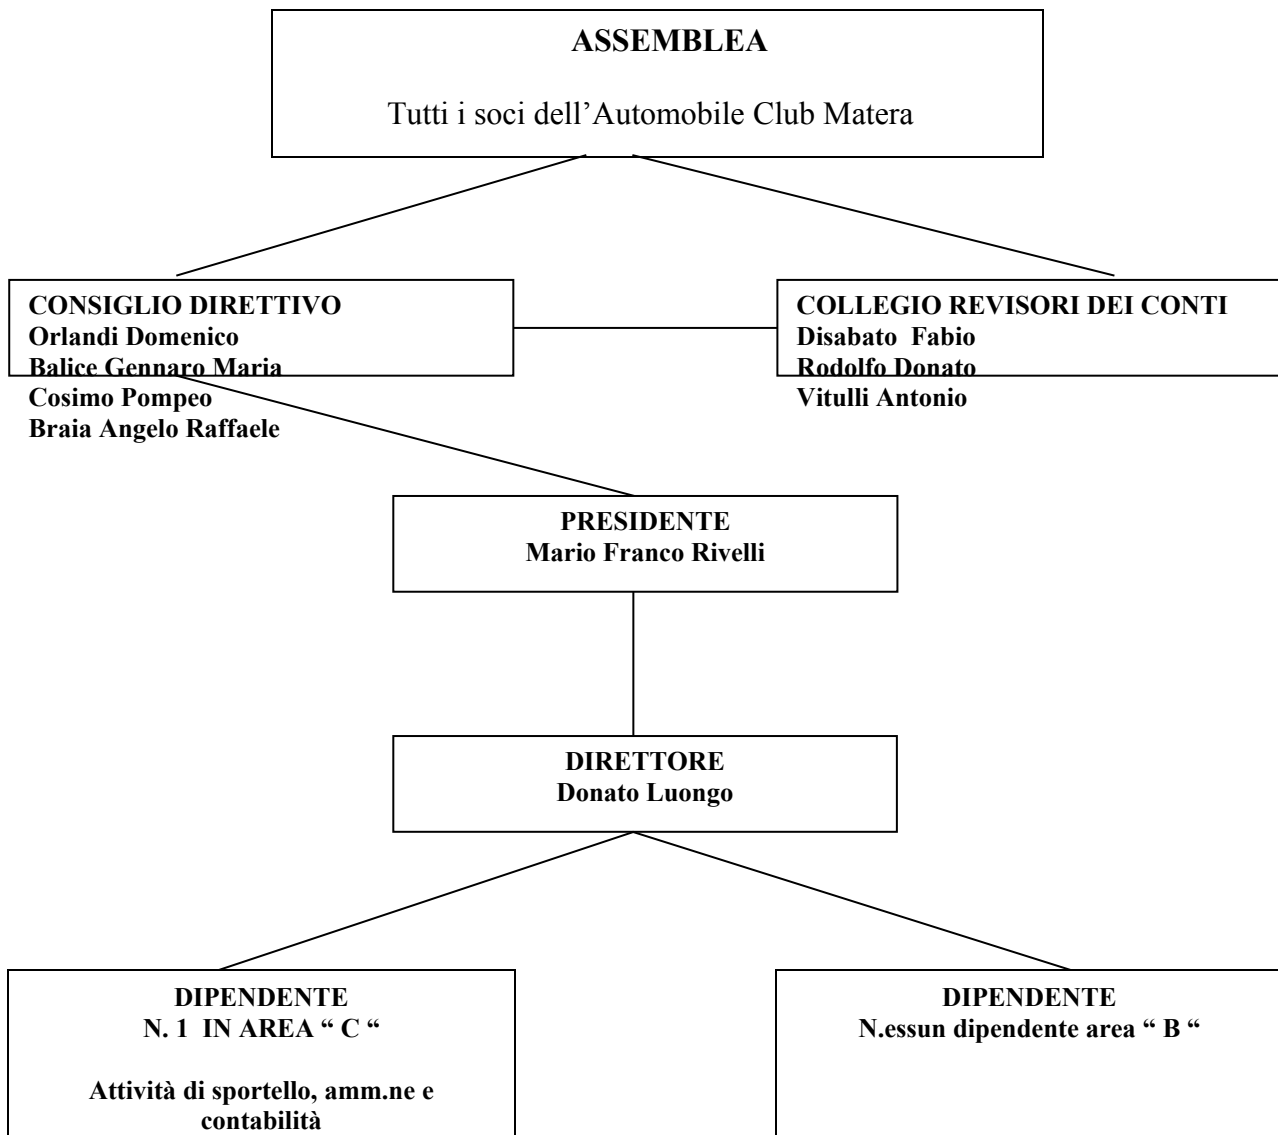 ASSEMBLEA
Tutti i soci dell’Automobile Club Matera
CONSIGLIO DIRETTIVO
Orlandi Domenico
Balice Gennaro Maria
Cosimo Pompeo
Braia Angelo Raffaele
COLLEGIO REVISORI DEI CONTI
Disabato  Fabio
Rodolfo Donato
Vitulli Antonio
PRESIDENTE
Mario Franco Rivelli
DIRETTORE
Donato Luongo
DIPENDENTE
N. 1  IN AREA “ C “
Attività di sportello, amm.ne e
contabilità
DIPENDENTE
N.essun dipendente area “ B “